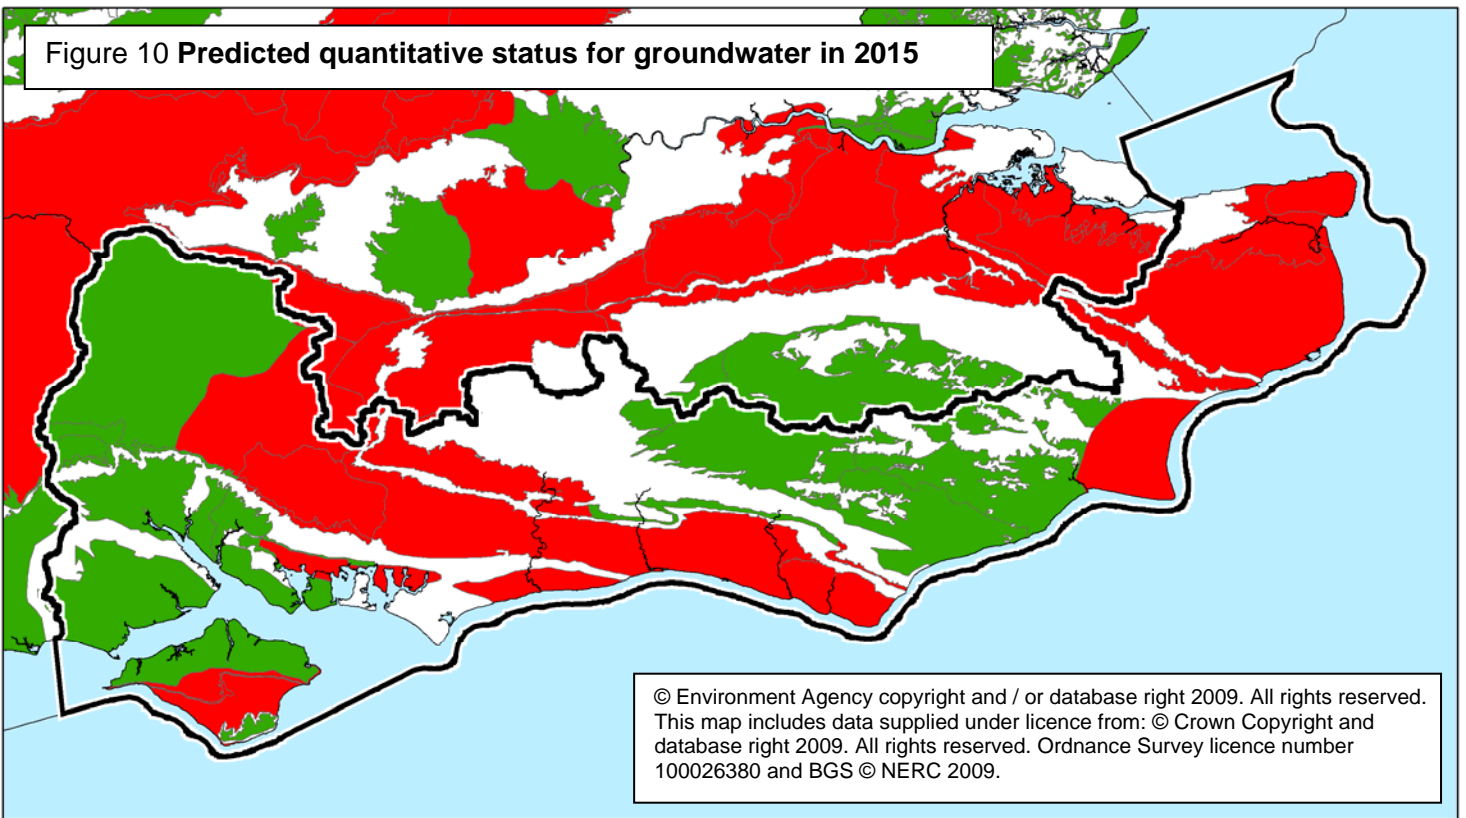 Figure 10 Predicted quantitative status for groundwater in 2015
© Environment Agency copyright and / or database right 2009. All rights reserved.
This map includes data supplied under licence from: © Crown Copyright and
database right 2009. All rights reserved. Ordnance Survey licence number
100026380 and BGS © NERC 2009.